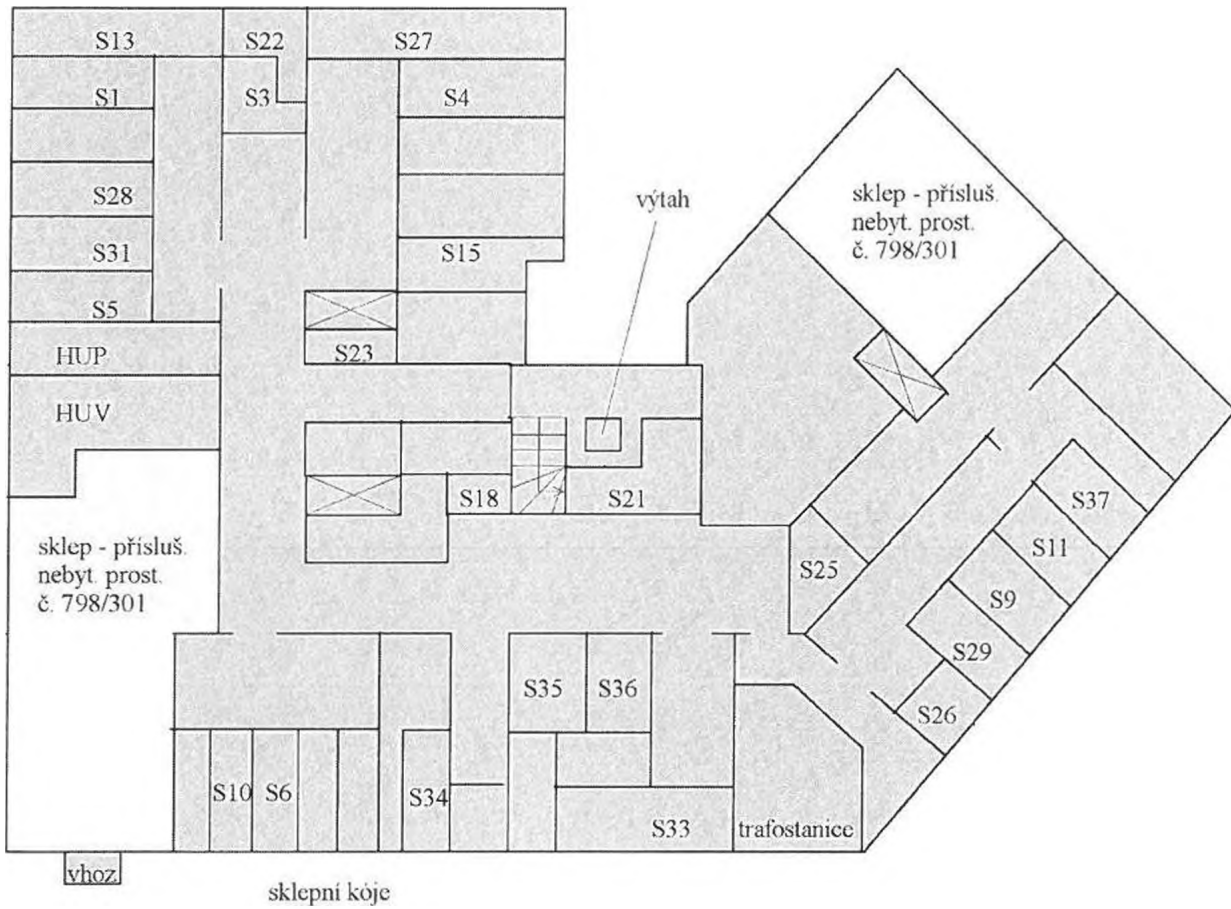 S13
S22
S27
S1
S3
S4
S28
výtah
sklep - přísluš.
nebyt. prost.
č. 798/301
S31
S15
S5
HUP
S23
HUV
S18
S21
S37
sklep - přísluš.
nebyt. prost.
č. 798/301
S11
S25
S9
S29
S35
S36
S26
S10
S6
S34
S33
trafostanice
vhoz
sklepní kóje